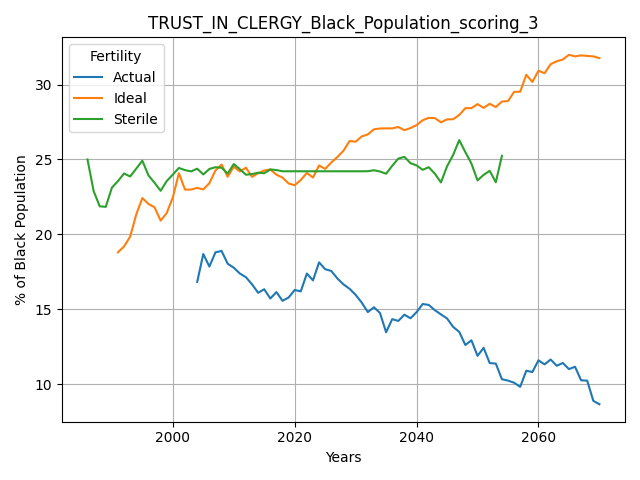 TRUST_IN_CLERGY_Black_Population_scoring_3
Fertility
Actual
Ideal
Sterile
% of Black Population
30
25
20
15
10
2000
2020
2040
2060
Years